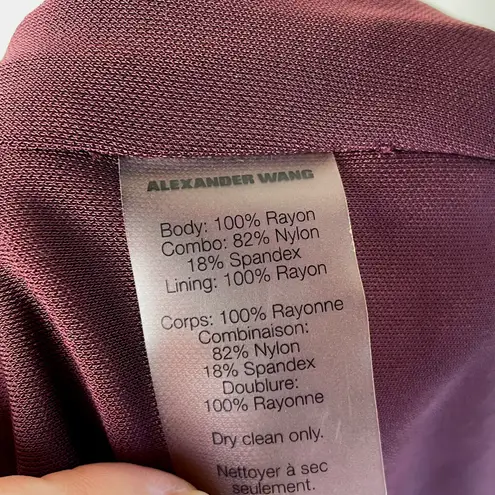 ALEXANDER WANG
Body: 100% Rayon
Combo: 82% Nylon
18% Spandex
Lining: 100% Rayon
Corps: 100% Rayonne
Combinaison:
82% Nylon
18% Spandex
Doublure:
100% Rayonne
Dry clean only.
Nettoyer à sec
seulement.